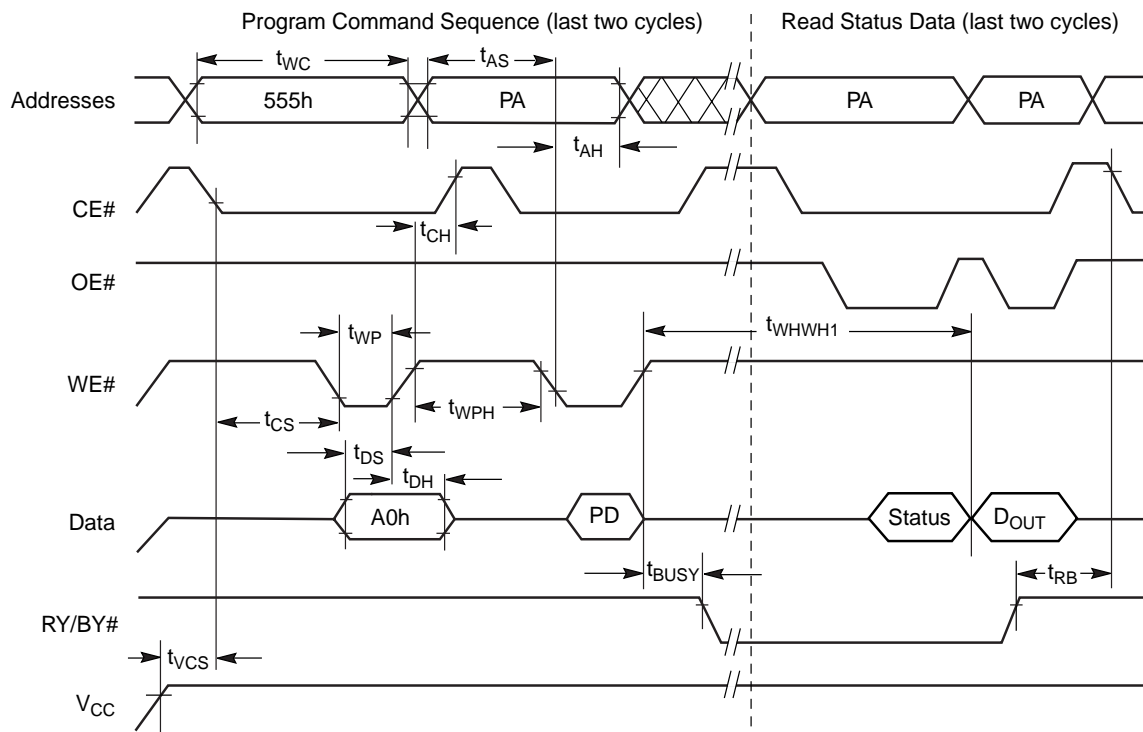 Program Command Sequence (last two cycles)
Read Status Data (last two cycles)
tWC
tAS
Addresses
555h
PA
PA
PA
tAH
CE#
tCH
OE#
tWP
tWHWH1
WE#
tCS
tWPH
tDS
tDH
Data
A0h
PD
Status
DOUT
tBUSY
tRB
RY/BY#
tVCS
VCC